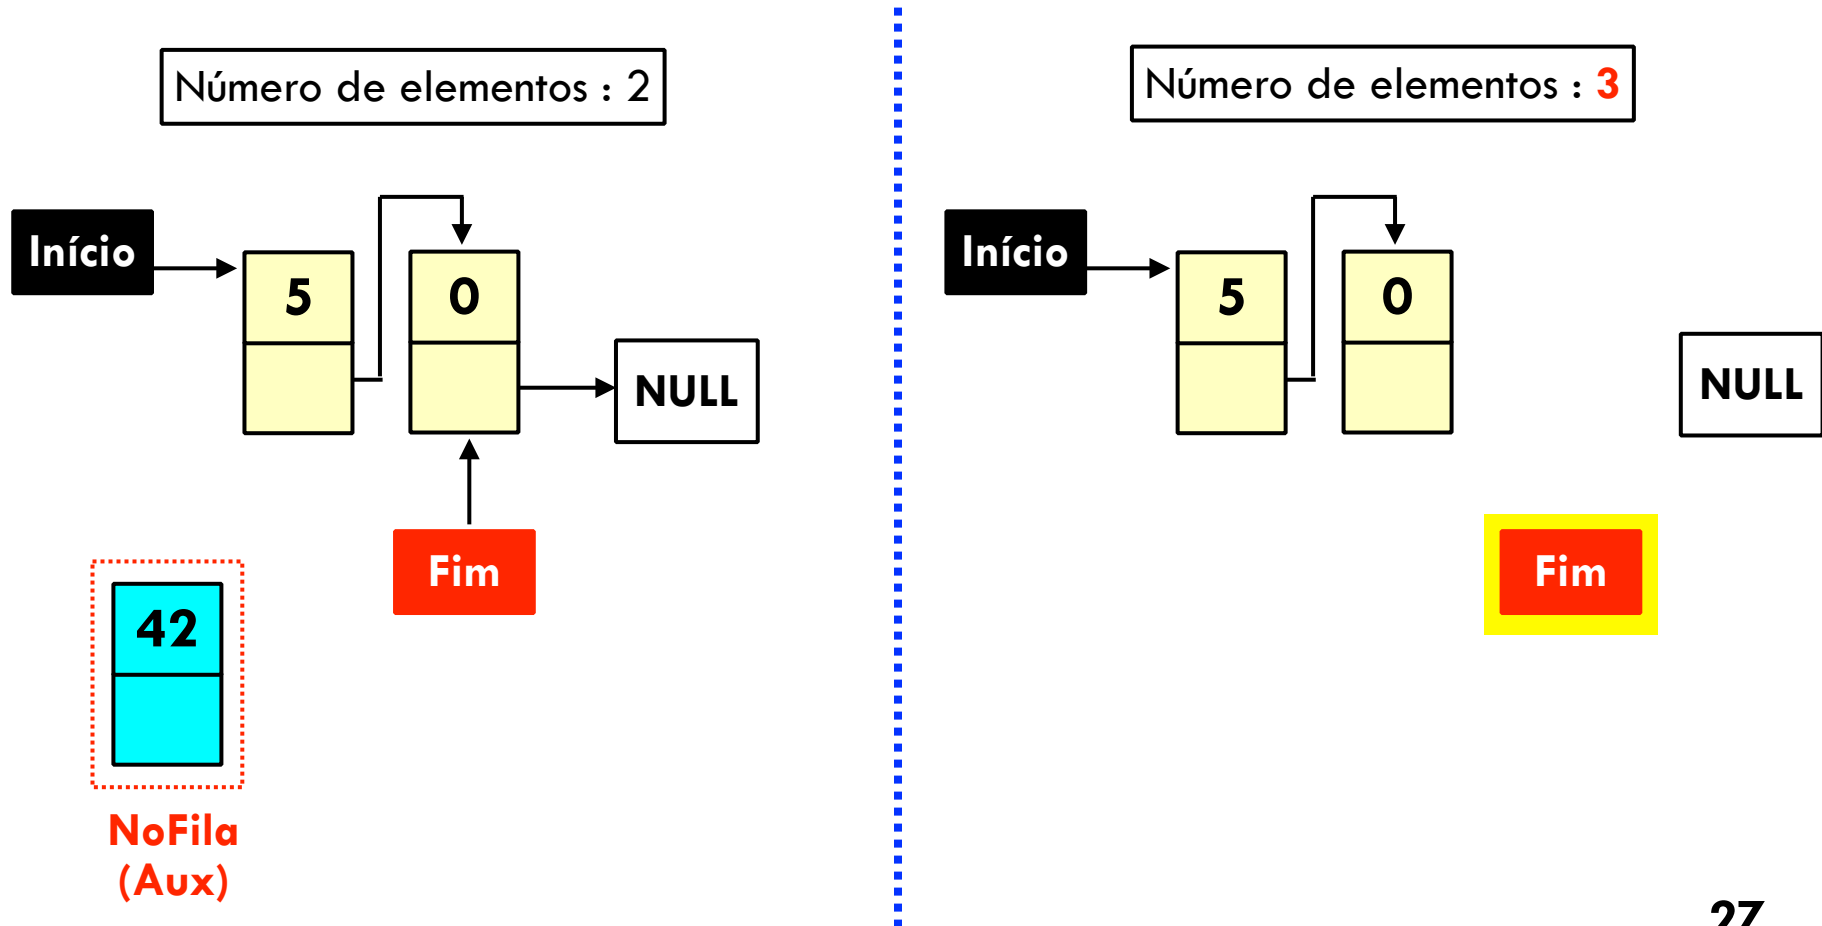 Número de elementos : 2
Início
5
0
NULL
Fim
42
NoFila
(Aux)
Número de elementos : 3
Início
5
0
NULL
Fim
27